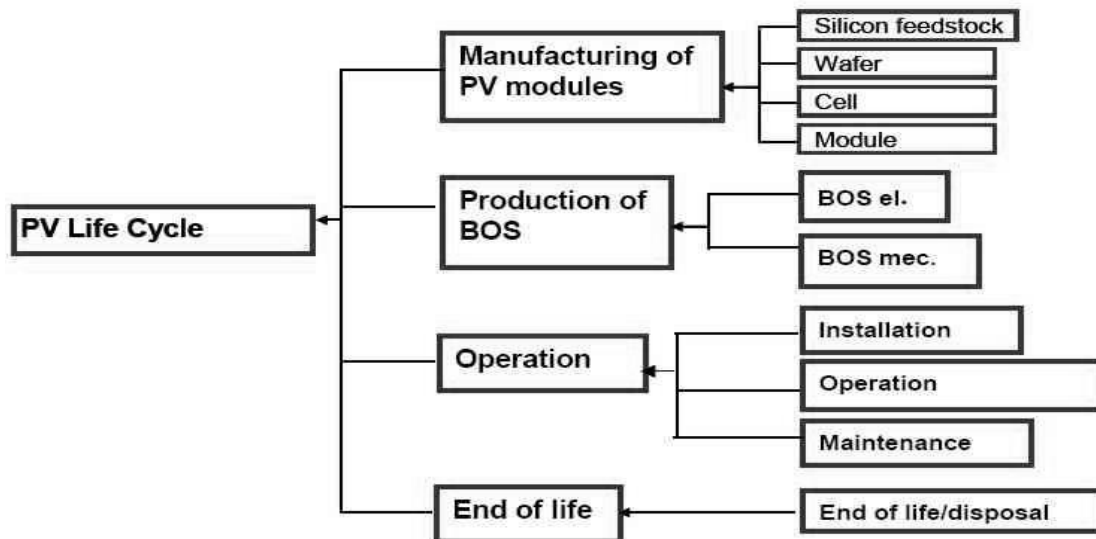 PV Life Cycle
Manufacturing of
PV modules
Silicon feedstock
Wafer
Cell
Module
Production of
BOS
BOS el.
BOS mec.
Operation
Installation
Operation
Maintenance
End of life
End of life/disposal